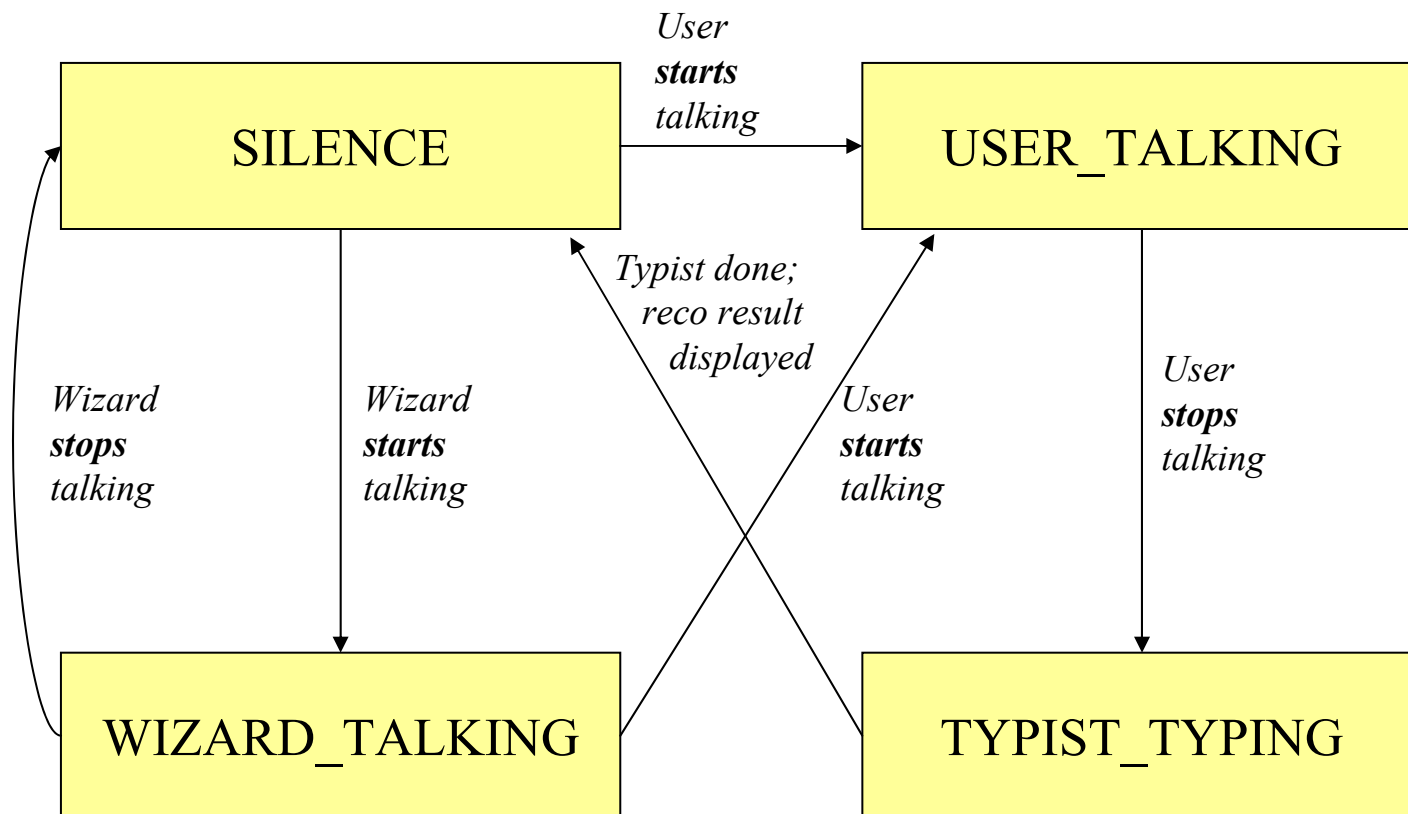 User
starts
talking
SILENCE
USER_TALKING
Typist done;
reco result
displayed
Wizard
stops
talking
Wizard
starts
talking
User
starts
talking
User
stops
talking
WIZARD_TALKING
TYPIST_TYPING